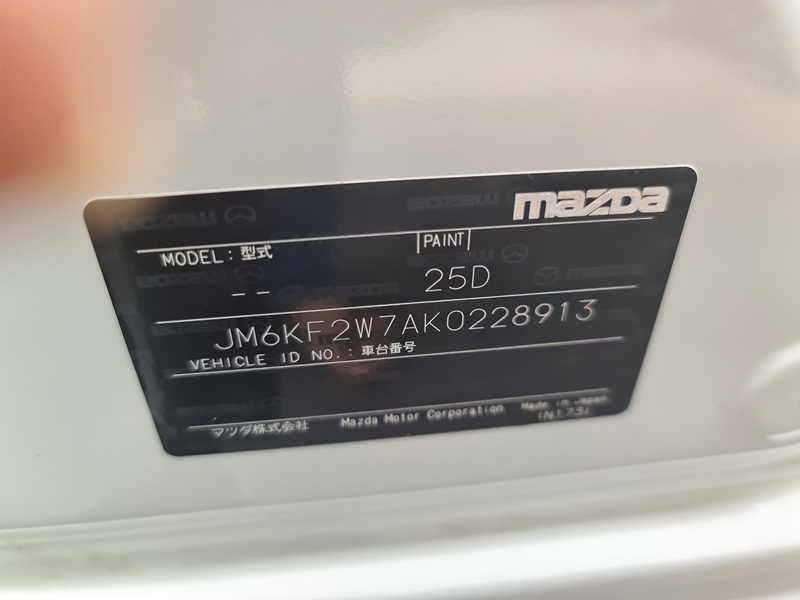 mazda
MODEL : 型式
PAINT
-- 25D
JM6KF2W7AK0228913
VEHICLE ID NO. : 車台番号
マツダ株式会社 Mazda Motor Corporation Made in Japan